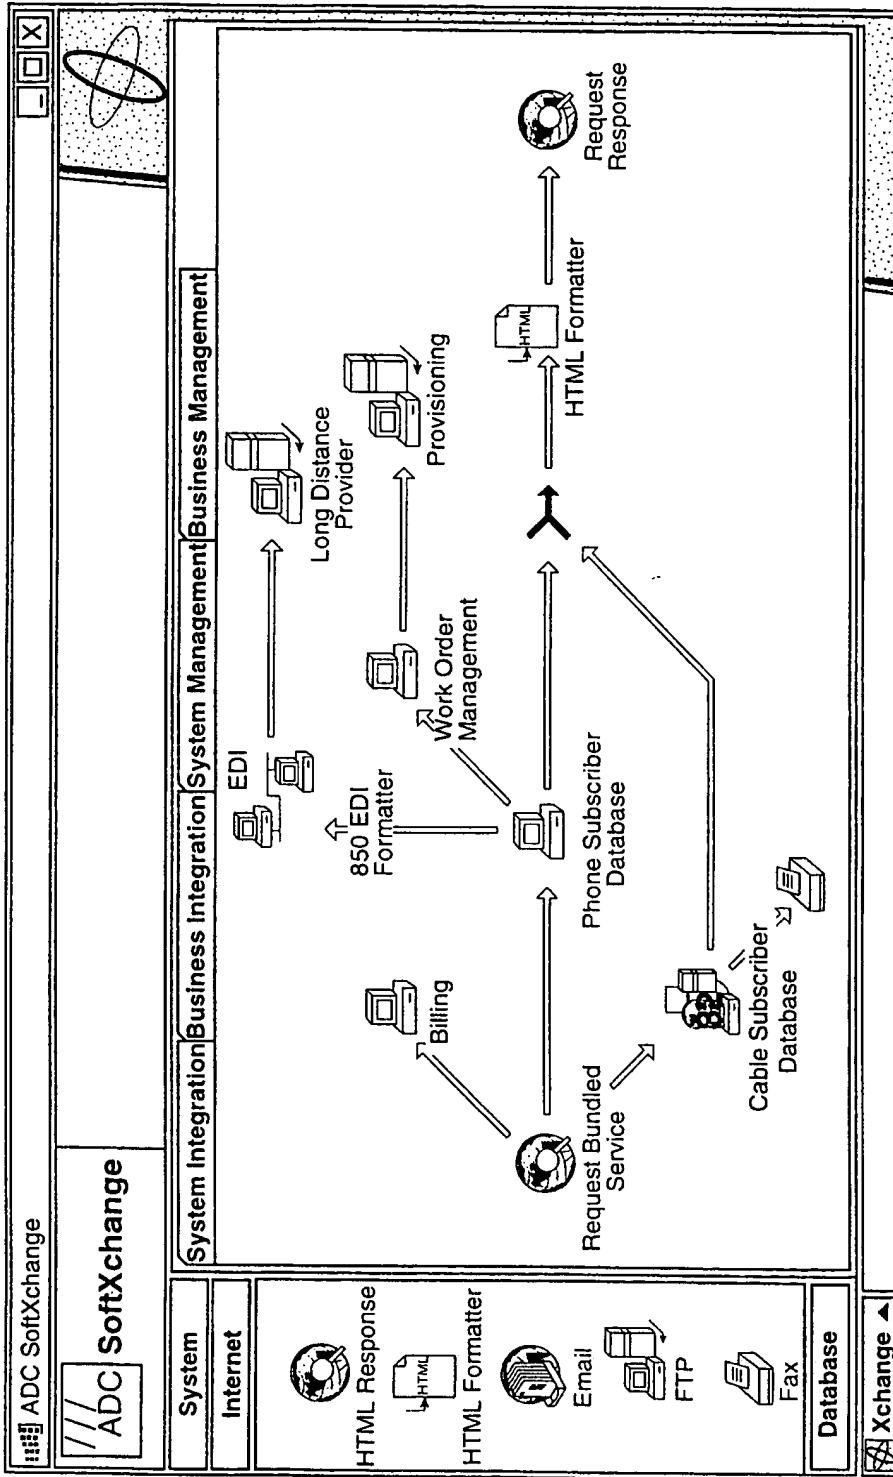 ADC SoftXchange
ADC
SoftXchange
System
Internet
HTML Response
HTML
HTML Formatter
Email
FTP
Fax
Database
Xchange
System Integration
Business Integration
System Management
Business Management
EDI
Long Distance
Provider
850 EDI
Formatter
Billing
Work Order
Management
Provisioning
Request Bundled
Service
Phone Subscriber
Database
HTML
HTML Formatter
Request
Response
Cable Subscriber
Database